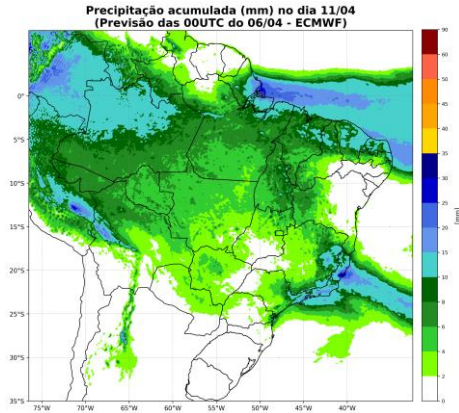 Precipitação acumulada (mm) no dia 11/04
(Previsão das 00UTC do 06/04 - ECMWF)
90
60
50
45
40
35
30
25
20
15
10
8
6
4
2
0
[mm]
0°
5°S
10°S
15°S
20°S
25°S
30°S
35°S
75°W
70°W
65°W
60°W
55°W
50°W
45°W
40°W